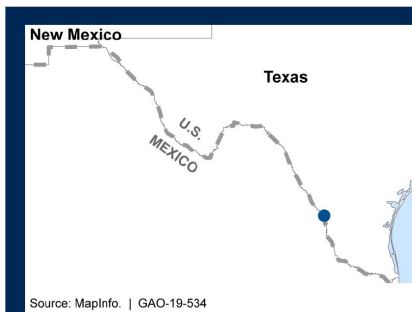 New Mexico
Texas
U.S.
MEXICO
Source: MapInfo. | GAO-19-534